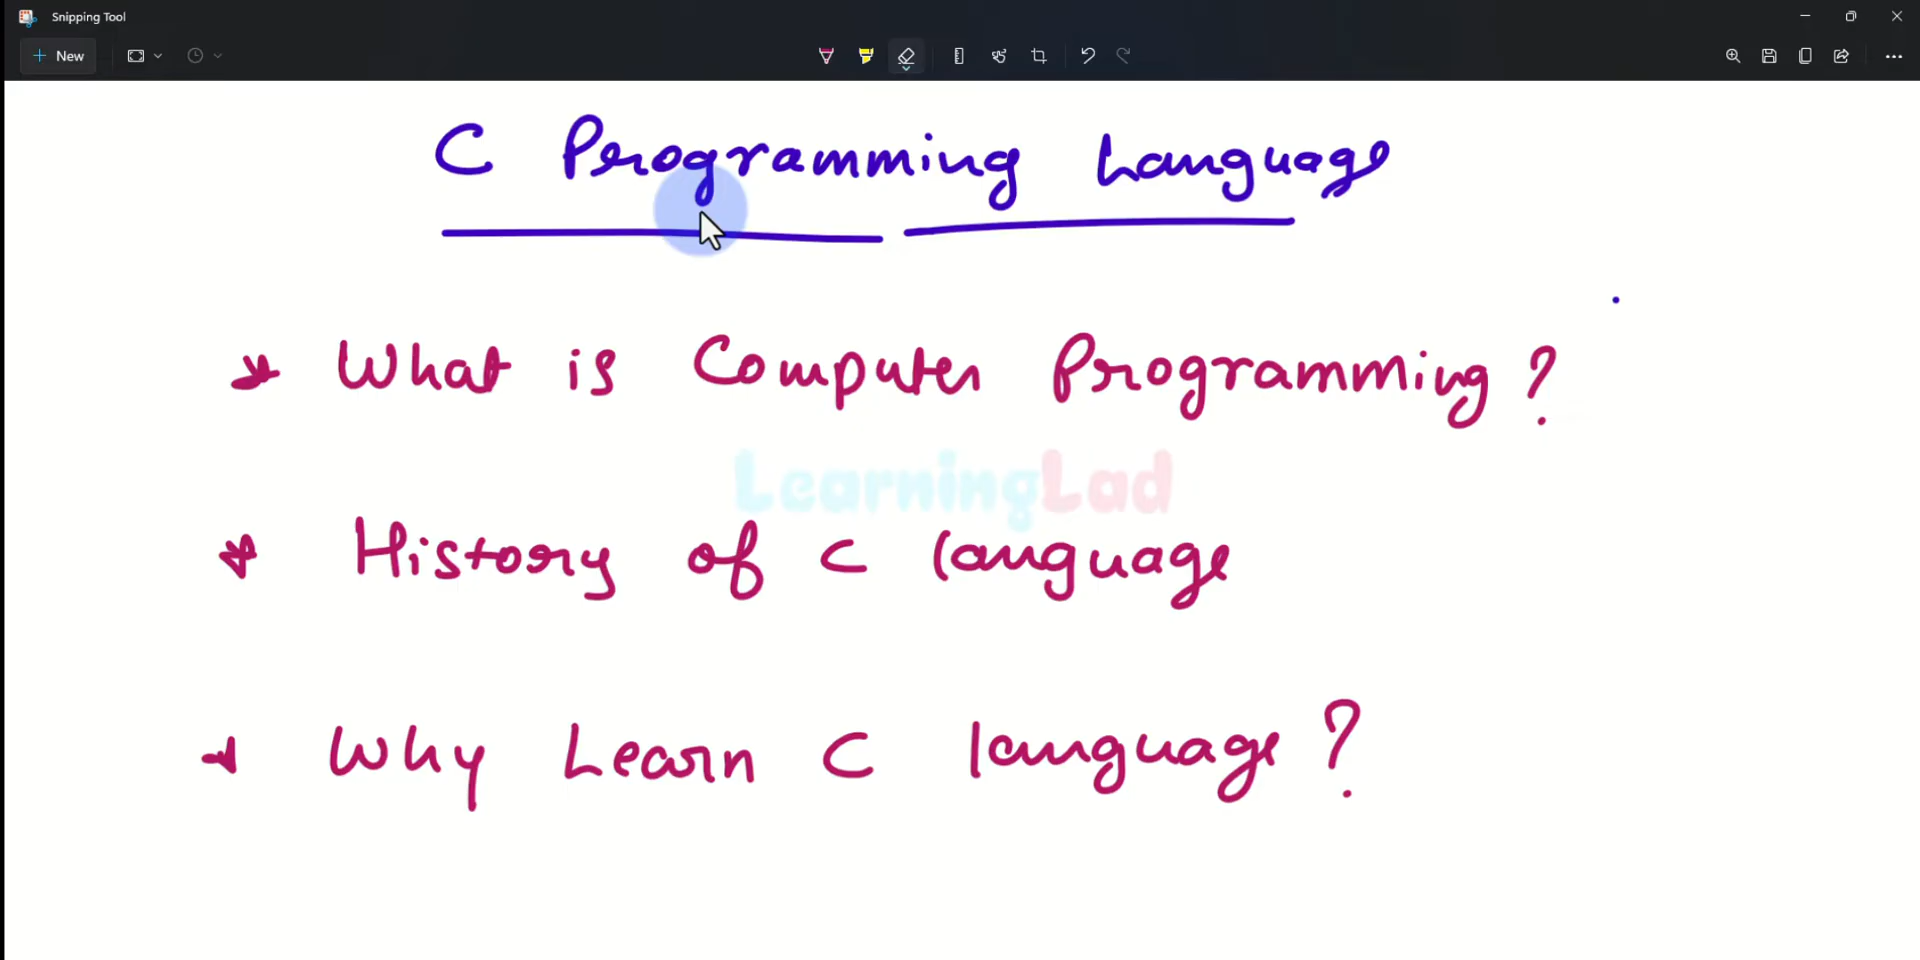 Snipping Tool
New
C Programming Language
* What is Computer Programming?
LearningLad
* History of C language
* Why Learn C language?